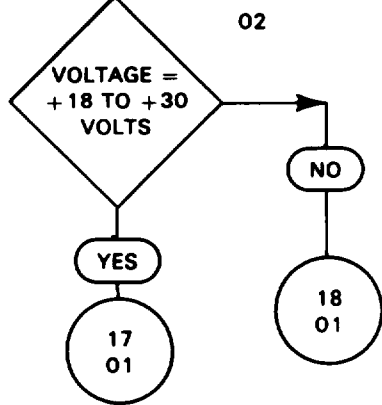 02
VOLTAGE =
+ 18 TO + 30
VOLTS
NO
YES
18
01
17
01